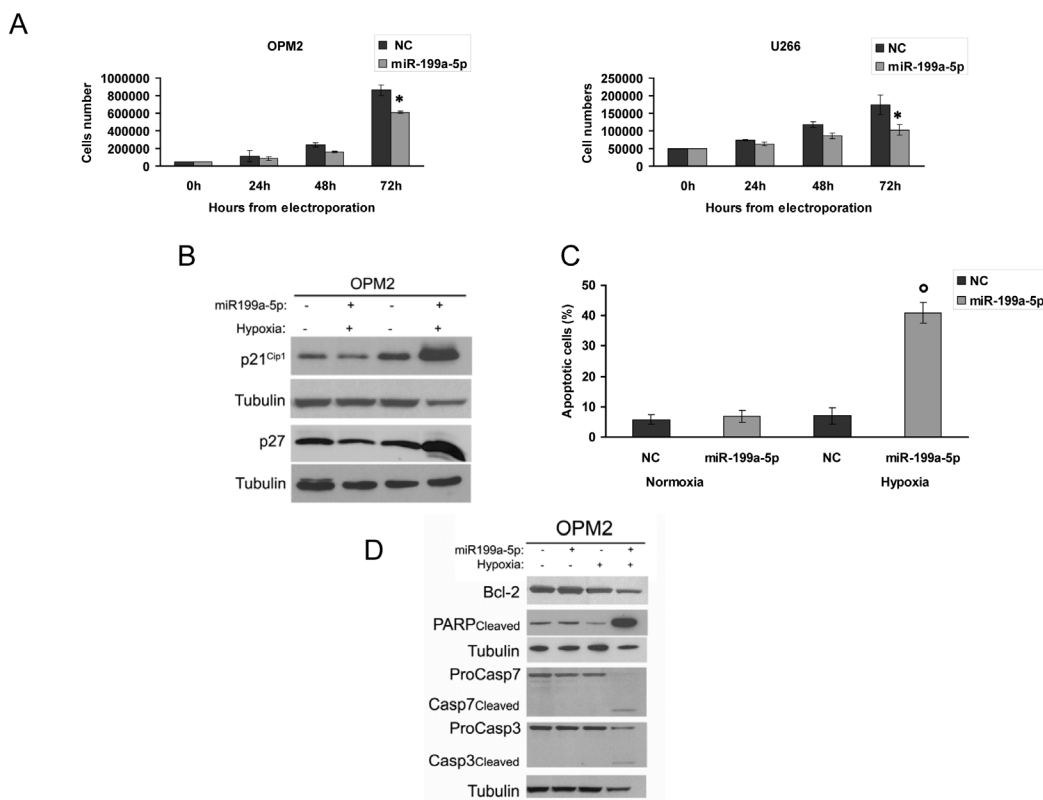 A
OPM2
NC
miR-199a-5p
Cells number
1000000
800000
600000
400000
200000
0
*
0h 24h 48h 72h
Hours from electroporation
U266
NC
miR-199a-5p
Cell numbers
250000
200000
150000
100000
50000
0
*
0h 24h 48h 72h
Hours from electroporation
B
OPM2
miR199a-5p: - + - +
Hypoxia: - + - +
p21Cip1
Tubulin
p27
Tubulin
C
NC
miR-199a-5p
Apoptotic cells (%)
50
40
30
20
10
0
NC miR-199a-5p NC miR-199a-5p
Normoxia Hypoxia
D
OPM2
miR199a-5p: - + - +
Hypoxia: - - + +
Bcl-2
PARPCleaved
Tubulin
ProCasp7
Casp7Cleaved
ProCasp3
Casp3Cleaved
Tubulin